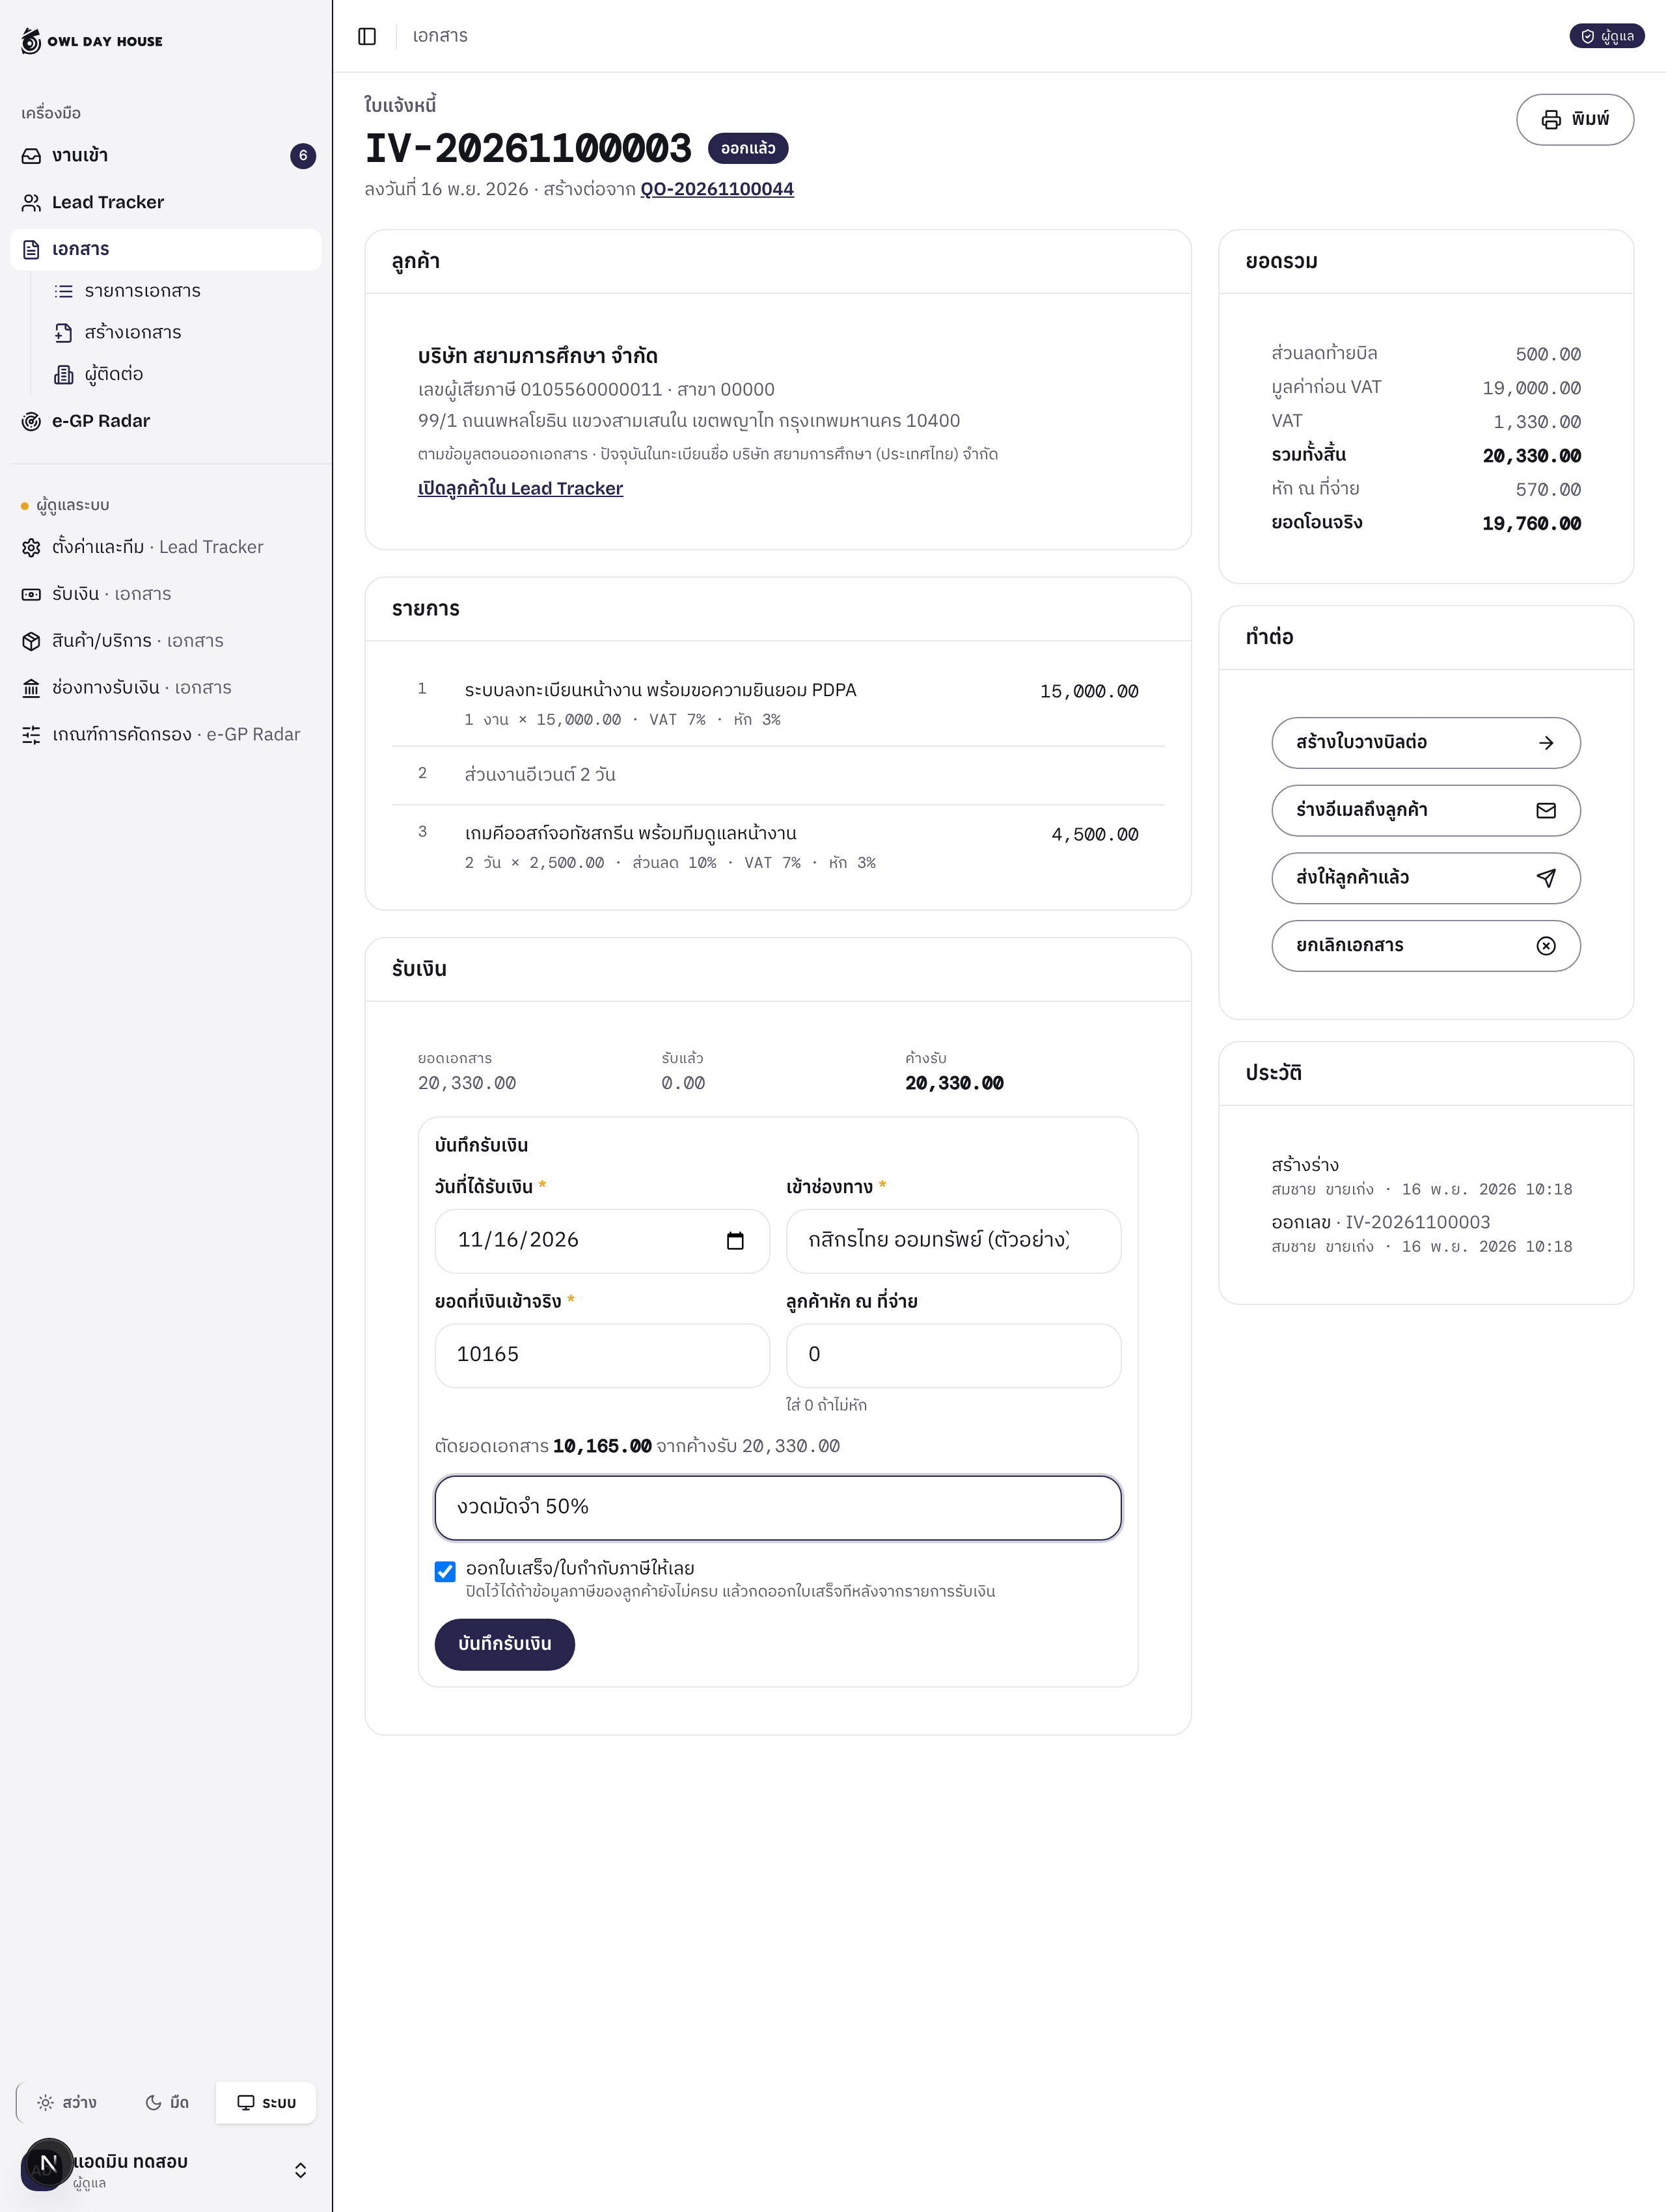 OWL DAY HOUSE
เครื่องมือ
งานเข้า
6
Lead Tracker
เอกสาร
รายการเอกสาร
สร้างเอกสาร
ผู้ติดต่อ
e-GP Radar
ผู้ดูแลระบบ
ตั้งค่าและทีม · Lead Tracker
รับเงิน · เอกสาร
สินค้า/บริการ · เอกสาร
ช่องทางรับเงิน · เอกสาร
เกณฑ์การคัดกรอง · e-GP Radar
สว่าง
มืด
ระบบ
N
แอดมิน ทดสอบ
ผู้ดูแล
เอกสาร
ผู้ดูแล
ใบแจ้งหนี้
IV-20261100003
ออกแล้ว
ลงวันที่ 16 พ.ย. 2026 · สร้างต่อจาก QO-20261100044
พิมพ์
ลูกค้า
บริษัท สยามการศึกษา จำกัด
เลขผู้เสียภาษี 0105560000011 · สาขา 00000
99/1 ถนนพหลโยธิน แขวงสามเสนใน เขตพญาไท กรุงเทพมหานคร 10400
ตามข้อมูลตอนออกเอกสาร · ปัจจุบันในทะเบียนชื่อ บริษัท สยามการศึกษา (ประเทศไทย) จำกัด
เปิดลูกค้าใน Lead Tracker
รายการ
1
ระบบลงทะเบียนหน้างาน พร้อมขอความยินยอม PDPA
15,000.00
1 งาน × 15,000.00 · VAT 7% · หัก 3%
2
ส่วนงานอีเวนต์ 2 วัน
3
เกมคีออสก์จอทัชสกรีน พร้อมทีมดูแลหน้างาน
4,500.00
2 วัน × 2,500.00 · ส่วนลด 10% · VAT 7% · หัก 3%
รับเงิน
ยอดเอกสาร
20,330.00
รับแล้ว
0.00
ค้างรับ
20,330.00
บันทึกรับเงิน
วันที่ได้รับเงิน *
11/16/2026
เข้าช่องทาง *
กสิกรไทย ออมทรัพย์ (ตัวอย่าง)
ยอดที่เงินเข้าจริง *
10165
ลูกค้าหัก ณ ที่จ่าย
0
ใส่ 0 ถ้าไม่หัก
ตัดยอดเอกสาร 10,165.00 จากค้างรับ 20,330.00
งวดมัดจำ 50%
ออกใบเสร็จ/ใบกำกับภาษีให้เลย
ปิดไว้ได้ถ้าข้อมูลภาษีของลูกค้ายังไม่ครบ แล้วกดออกใบเสร็จทีหลังจากรายการรับเงิน
บันทึกรับเงิน
ยอดรวม
ส่วนลดท้ายบิล 500.00
มูลค่าก่อน VAT 19,000.00
VAT 1,330.00
รวมทั้งสิ้น 20,330.00
หัก ณ ที่จ่าย 570.00
ยอดโอนจริง 19,760.00
ทำต่อ
สร้างใบวางบิลต่อ
ร่างอีเมลถึงลูกค้า
ส่งให้ลูกค้าแล้ว
ยกเลิกเอกสาร
ประวัติ
สร้างร่าง
สมชาย ขายเก่ง · 16 พ.ย. 2026 10:18
ออกเลข · IV-20261100003
สมชาย ขายเก่ง · 16 พ.ย. 2026 10:18